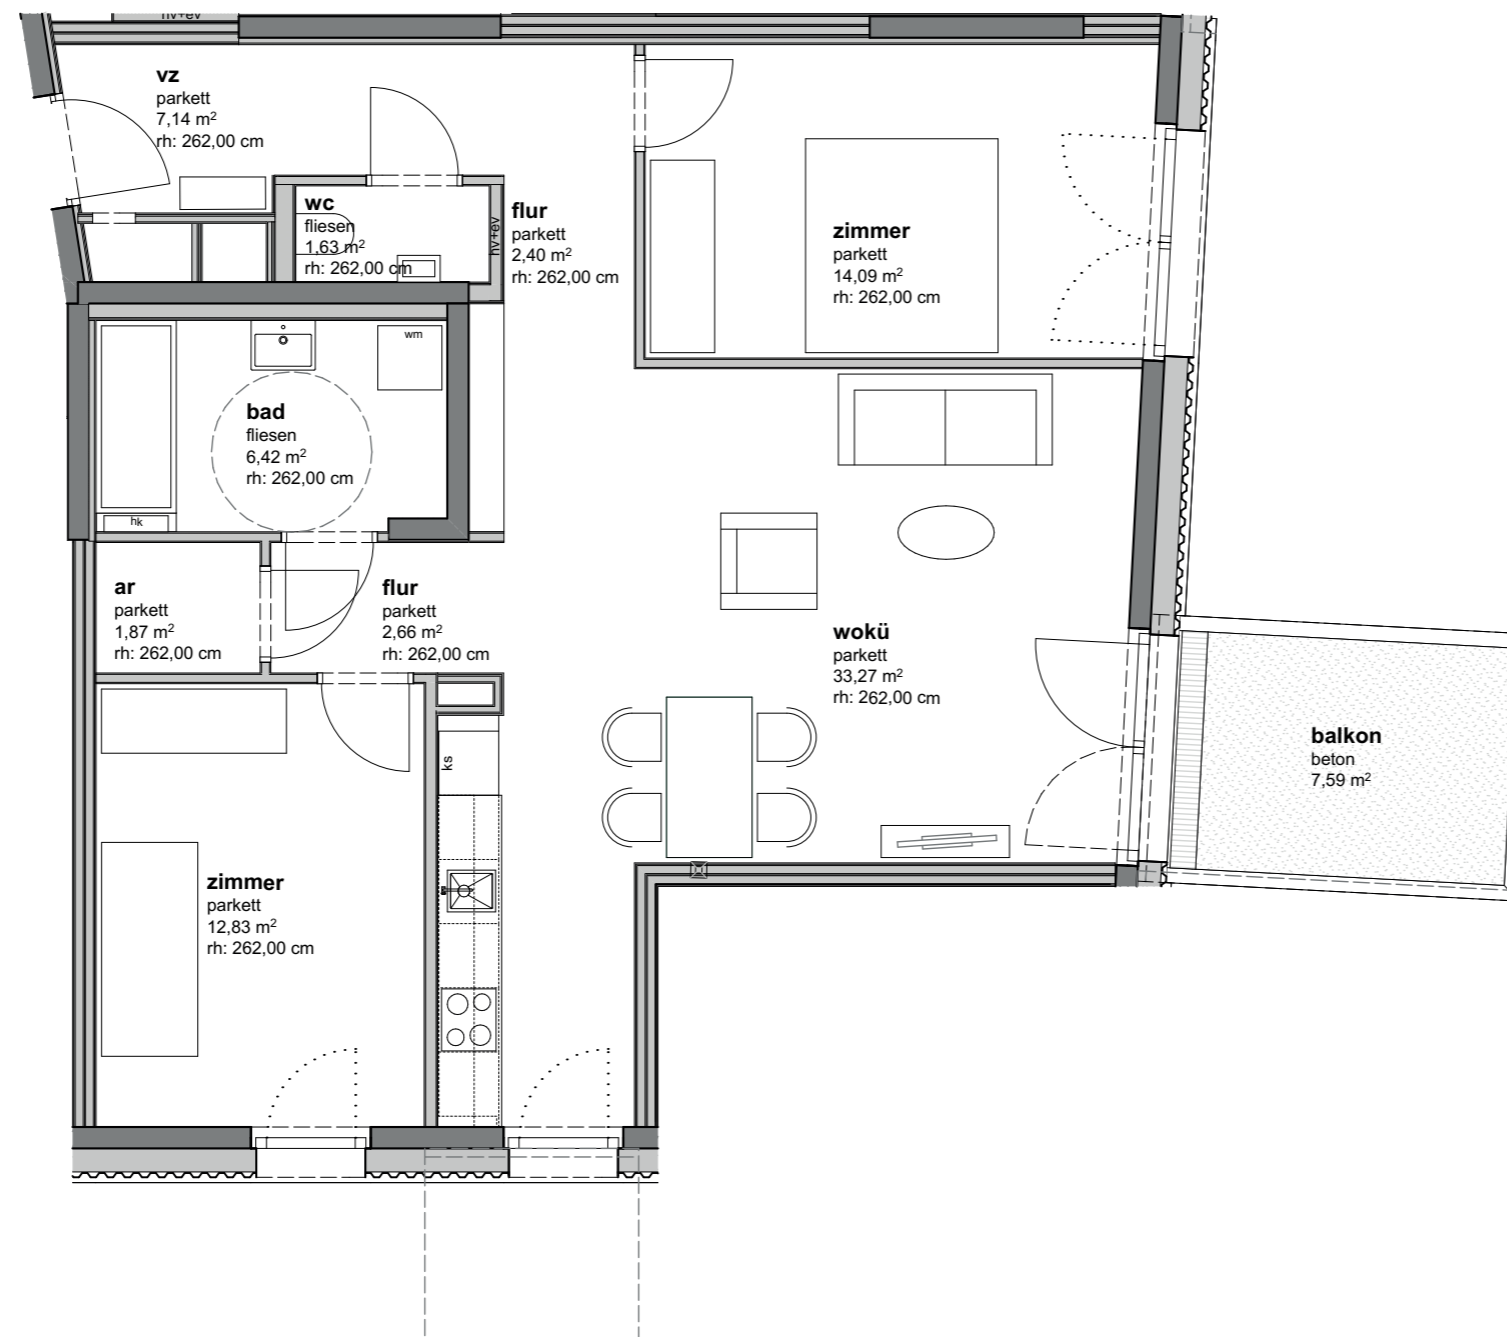 hv+ev
vz
parkett
7,14 m²
rh: 262,00 cm
wc
fliesen
1,63 m²
rh: 262,00 cm
hv+ev
flur
parkett
2,40 m²
rh: 262,00 cm
zimmer
parkett
14,09 m²
rh: 262,00 cm
wm
bad
fliesen
6,42 m²
rh: 262,00 cm
hk
ar
parkett
1,87 m²
rh: 262,00 cm
flur
parkett
2,66 m²
rh: 262,00 cm
wokü
parkett
33,27 m²
rh: 262,00 cm
balkon
beton
7,59 m²
ks
zimmer
parkett
12,83 m²
rh: 262,00 cm